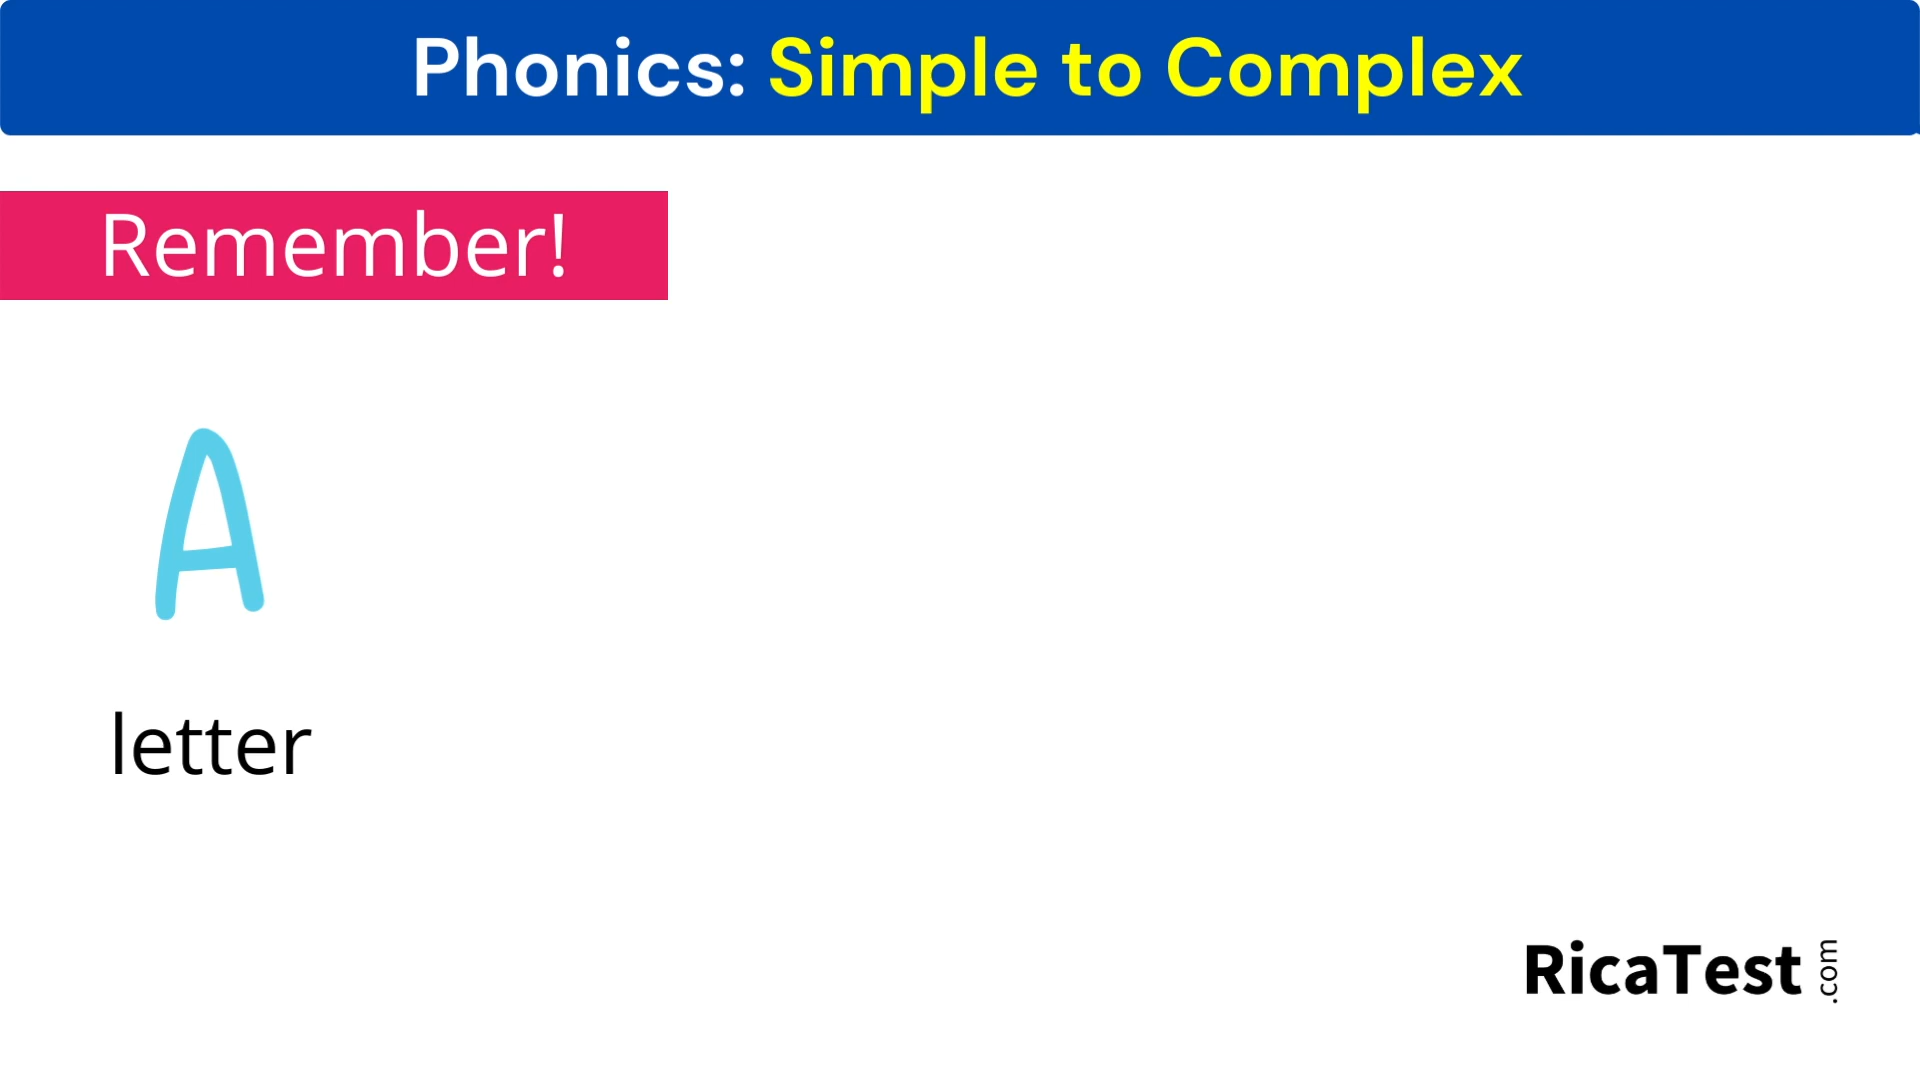 Phonics: Simple to Complex
Remember!
A
letter
RicaTest.com